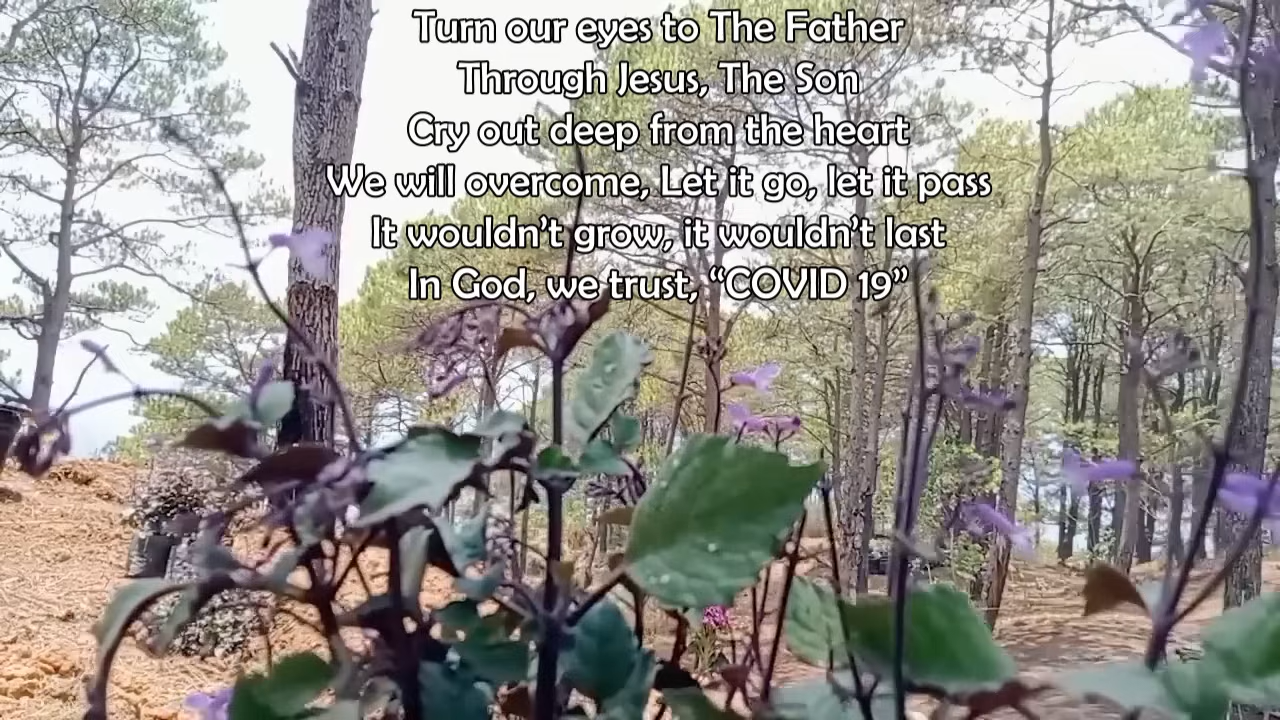 Turn our eyes to The Father
Through Jesus, The Son
Cry out deep from the heart
We will overcome, Let it go, let it pass
It wouldn’t grow, it wouldn’t last
In God, we trust, “COVID 19”